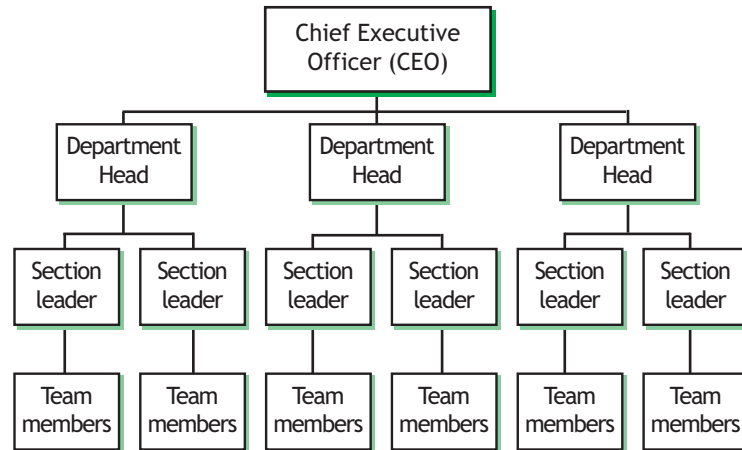 Chief Executive
Officer (CEO)
Department
Head
Department
Head
Department
Head
Section
leader
Section
leader
Section
leader
Section
leader
Section
leader
Section
leader
Team
members
Team
members
Team
members
Team
members
Team
members
Team
members